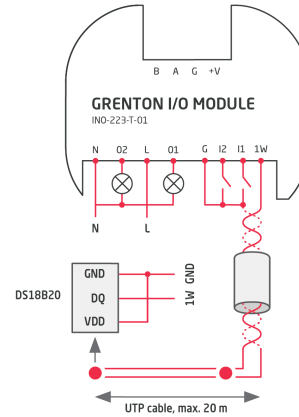 B A G +V
GRENTON I/O MODULE
INO-223-T-01
N O2 L O1 G I2 I1 1W
N L
DS18B20
GND
DQ
VDD
1W GND
UTP cable, max. 20 m